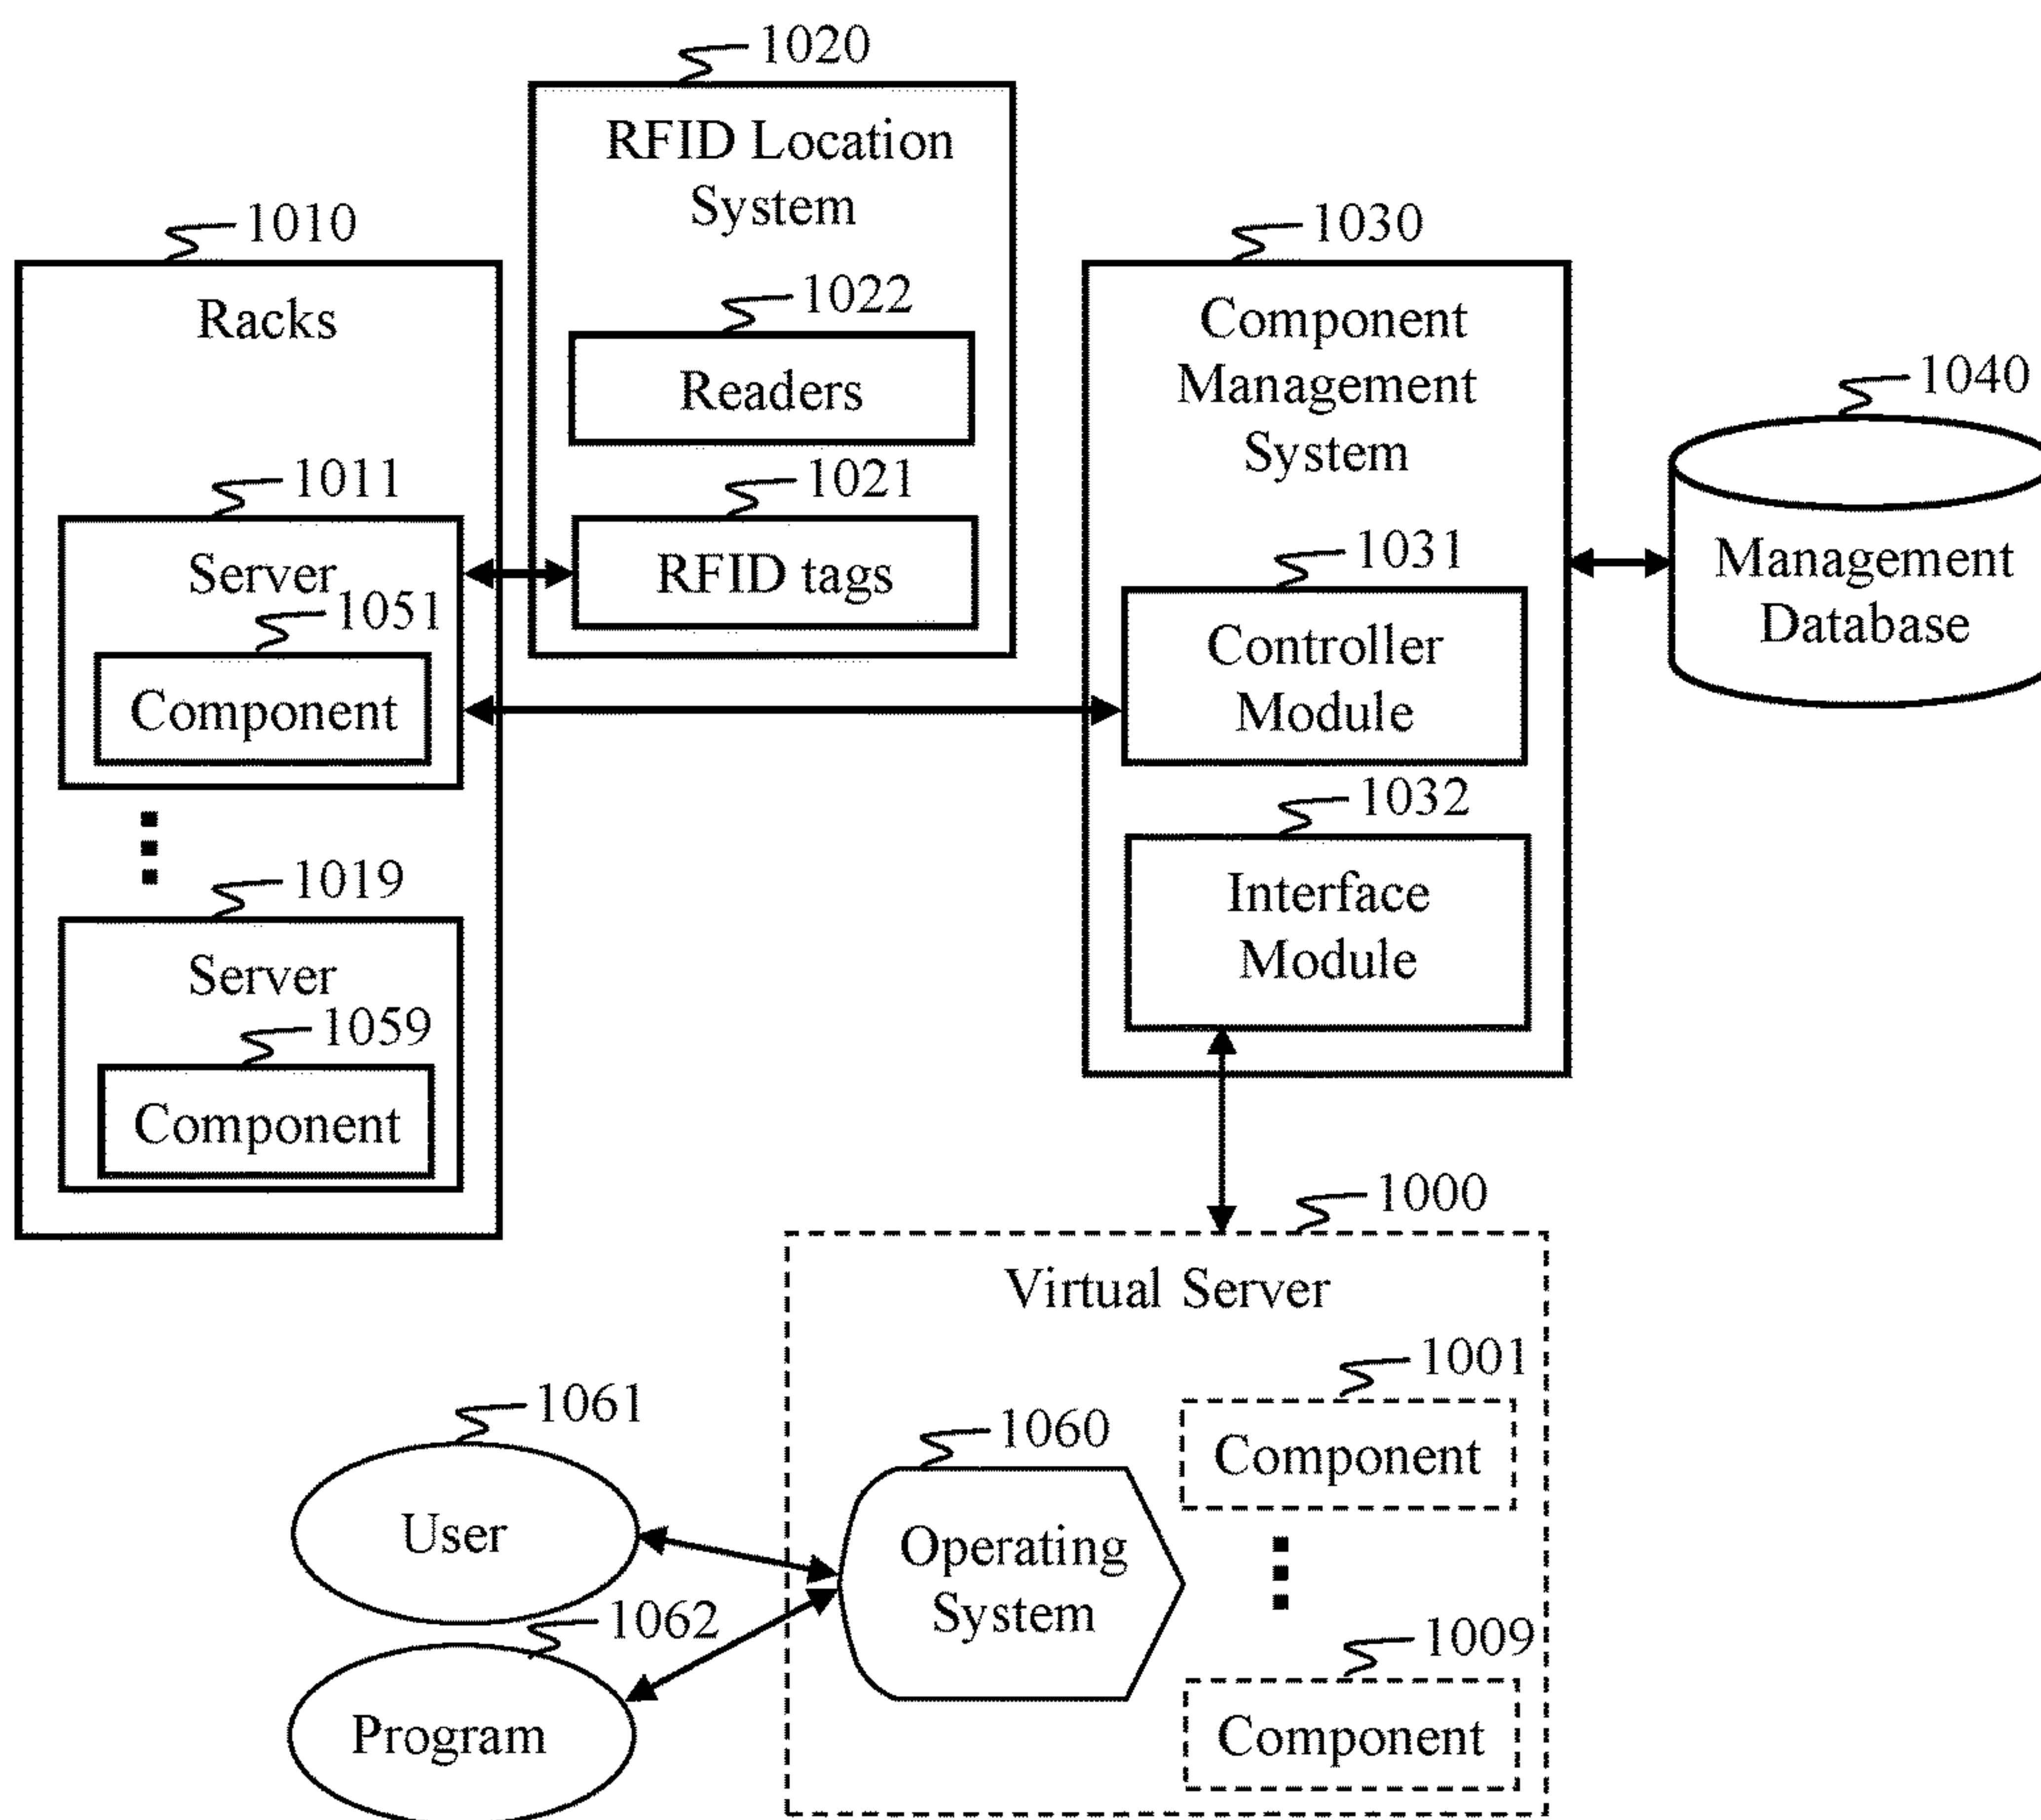 1020
RFID Location
System
1010
Racks
1022
Readers
1030
Component
Management
System
1040
Management
Database
1011
Server
1021
RFID tags
1051
Component
1031
Controller
Module
1032
Interface
Module
1019
Server
1059
Component
1000
Virtual Server
1001
Component
1061
User
1060
Operating
System
1062
Program
1009
Component